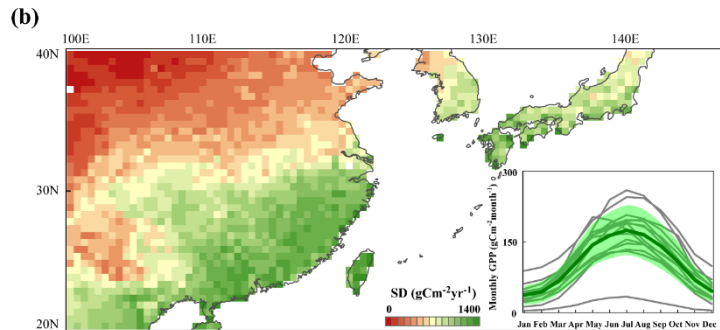 (b)
100E 110E 120E 130E 140E
40N
30N
20N
SD (gCm⁻²yr⁻¹)
0 1400
Monthly GPP (gCm⁻²month⁻¹)
300
150
0
Jan Feb Mar Apr May Jun Jul Aug Sep Oct Nov Dec